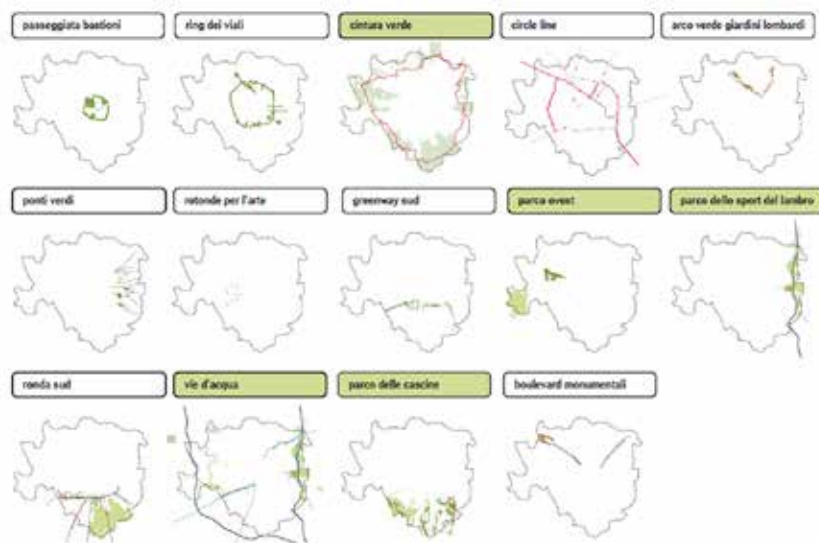 passeggiata bastioni
ring dei viali
cintura verde
circle line
arco verde giardini lombardi
ponti verdi
rotonde per l'arte
greenway sud
parco ovest
parco dello sport del lambro
ronda sud
vie d'acqua
parco delle cascine
boulevard monumentali